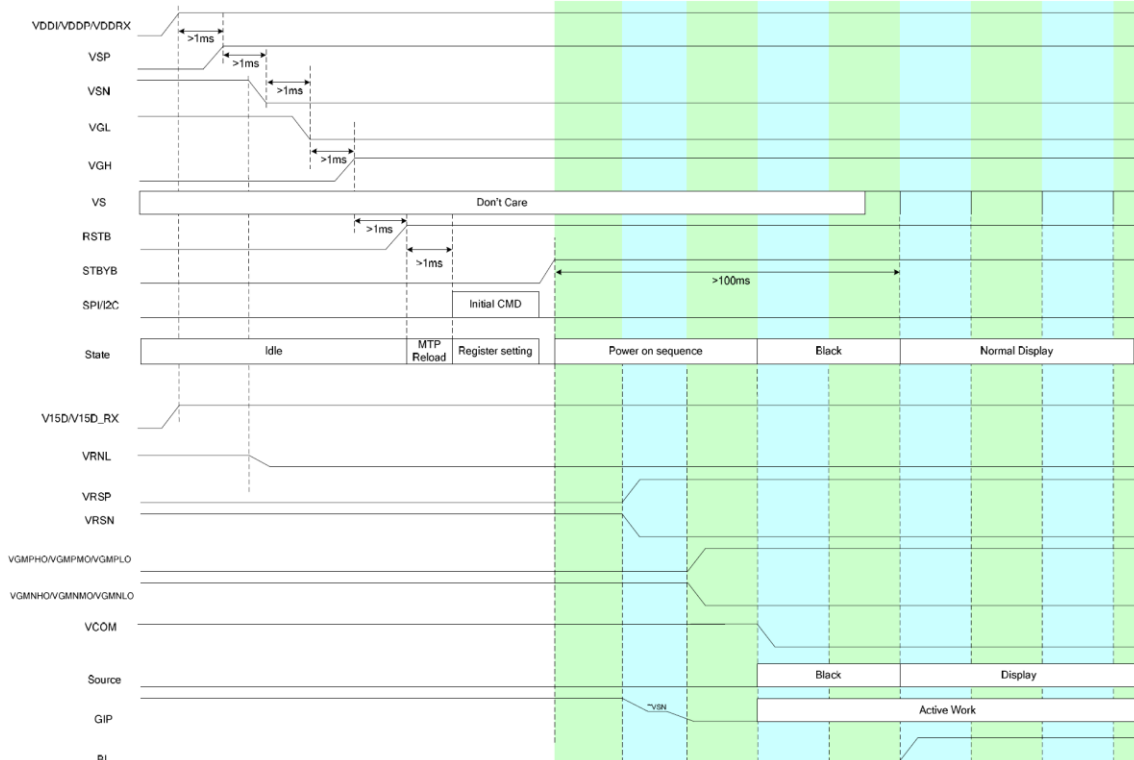 VDDI/VDDP/VDDRX
>1ms
VSP
>1ms
VSN
>1ms
VGL
>1ms
VGH
VS
Don't Care
>1ms
RSTB
>1ms
STBYB
>100ms
SPI/I2C
Initial CMD
State
Idle
MTP
Reload
Register setting
Power on sequence
Black
Normal Display
V15D/V15D_RX
VRNL
VRSP
VRSN
VGMPHO/VGMPMO/VGMPLO
VGMNHO/VGMNMO/VGMNLO
VCOM
Source
Black
Display
GIP
~VSN
Active Work